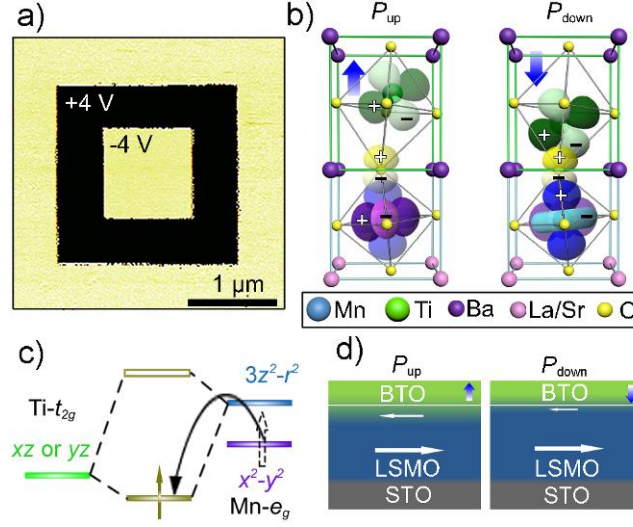 a)
+4 V
-4 V
1 µm
b)
P_up
P_down
+
−
+
−
+
−
+
−
+
−
+
−
Mn Ti Ba La/Sr O
c)
3z²-r²
Ti-t₂g
xz or yz
x²-y²
Mn-e_g
d)
P_up
P_down
BTO
BTO
LSMO
LSMO
STO
STO